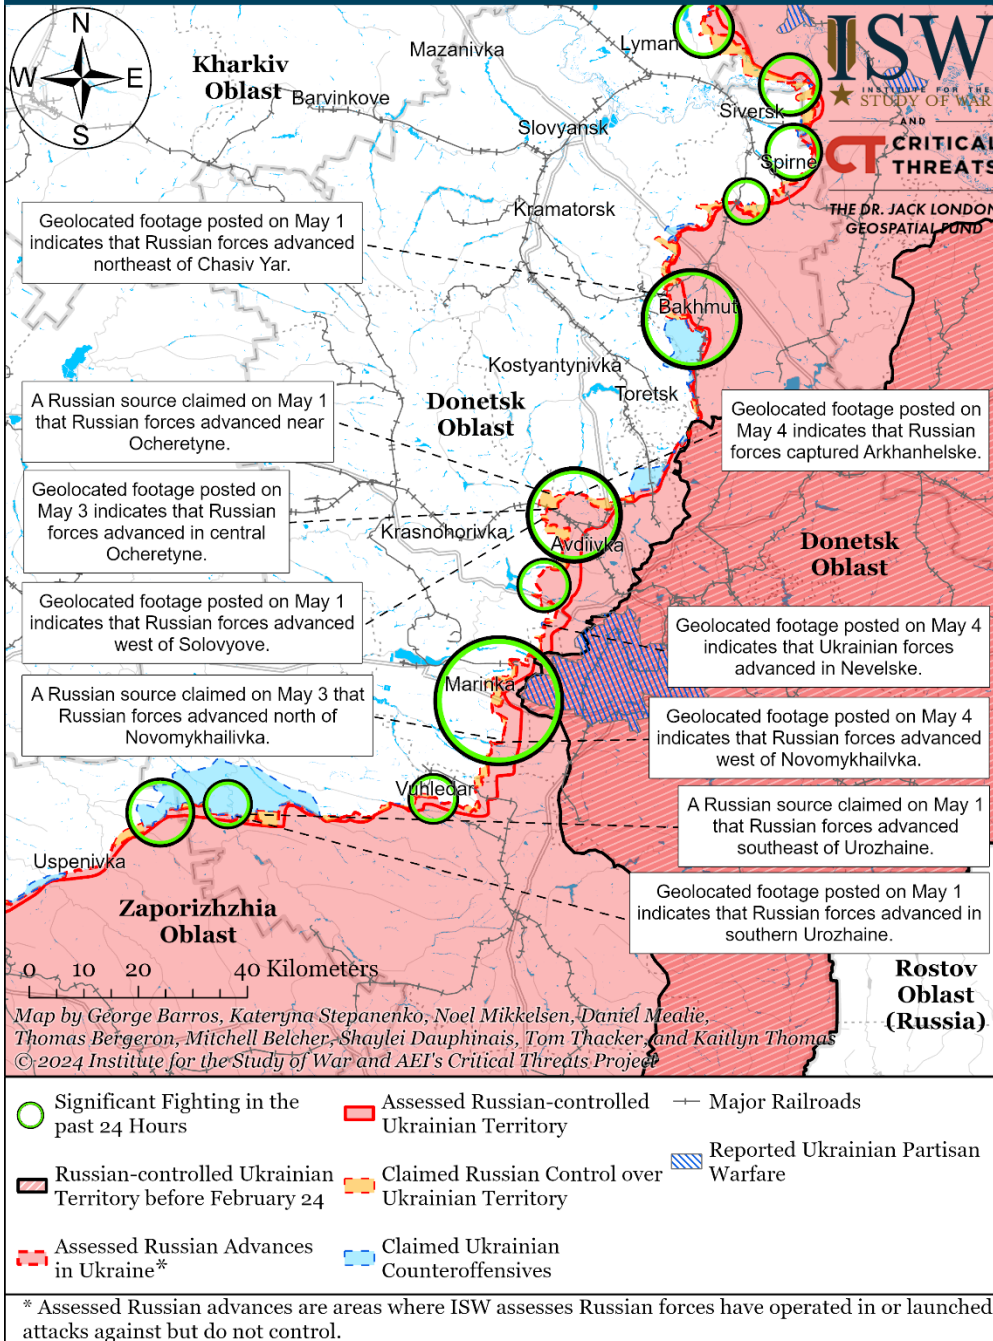 N
W
E
S
Kharkiv
Oblast
Mazanivka
Barvinkove
Lyman
Slovyansk
Siversk
Spirne
Kramatorsk
ISW
INSTITUTE FOR THE
STUDY OF WAR
AND
CT
CRITICAL
THREATS
THE DR. JACK LONDON
GEOSPATIAL FUND
Geolocated footage posted on
May 1
indicates that Russian forces advanced
northeast of Chasiv Yar.
Bakhmut
Kostyantynivka
Toretsk
Donetsk
Oblast
A Russian source claimed on May 1
that Russian forces advanced near
Ocheretyne.
Geolocated footage posted on
May 4 indicates that Russian
forces captured Arkhanhelske.
Geolocated footage posted on
May 3 indicates that Russian
forces advanced in central
Ocheretyne.
Krasnohorivka
Avdiivka
Donetsk
Oblast
Geolocated footage posted on May 1
indicates that Russian forces advanced
west of Solovyove.
Geolocated footage posted on May 4
indicates that Ukrainian forces
advanced in Nevelske.
A Russian source claimed on May 3 that
Russian forces advanced north of
Novomykhailivka.
Marinka
Geolocated footage posted on May 4
indicates that Russian forces advanced
west of Novomykhailvka.
Vuhledar
A Russian source claimed on May 1
that Russian forces advanced
southeast of Urozhaine.
Uspenivka
Geolocated footage posted on May 1
indicates that Russian forces advanced in
southern Urozhaine.
Zaporizhzhia
Oblast
Rostov
Oblast
(Russia)
0 10 20 40 Kilometers
Map by George Barros, Kateryna Stepanenko, Noel Mikkelsen, Daniel Mealie,
Thomas Bergeron, Mitchell Belcher, Shaylei Dauphinais, Tom Thacker, and Kaitlyn Thomas
© 2024 Institute for the Study of War and AEI's Critical Threats Project
Significant Fighting in the
past 24 Hours
Russian-controlled Ukrainian
Territory before February 24
Assessed Russian Advances
in Ukraine*
Assessed Russian-controlled
Ukrainian Territory
Claimed Russian Control over
Ukrainian Territory
Claimed Ukrainian
Counteroffensives
Major Railroads
Reported Ukrainian Partisan
Warfare
* Assessed Russian advances are areas where ISW assesses Russian forces have operated in or launched
attacks against but do not control.